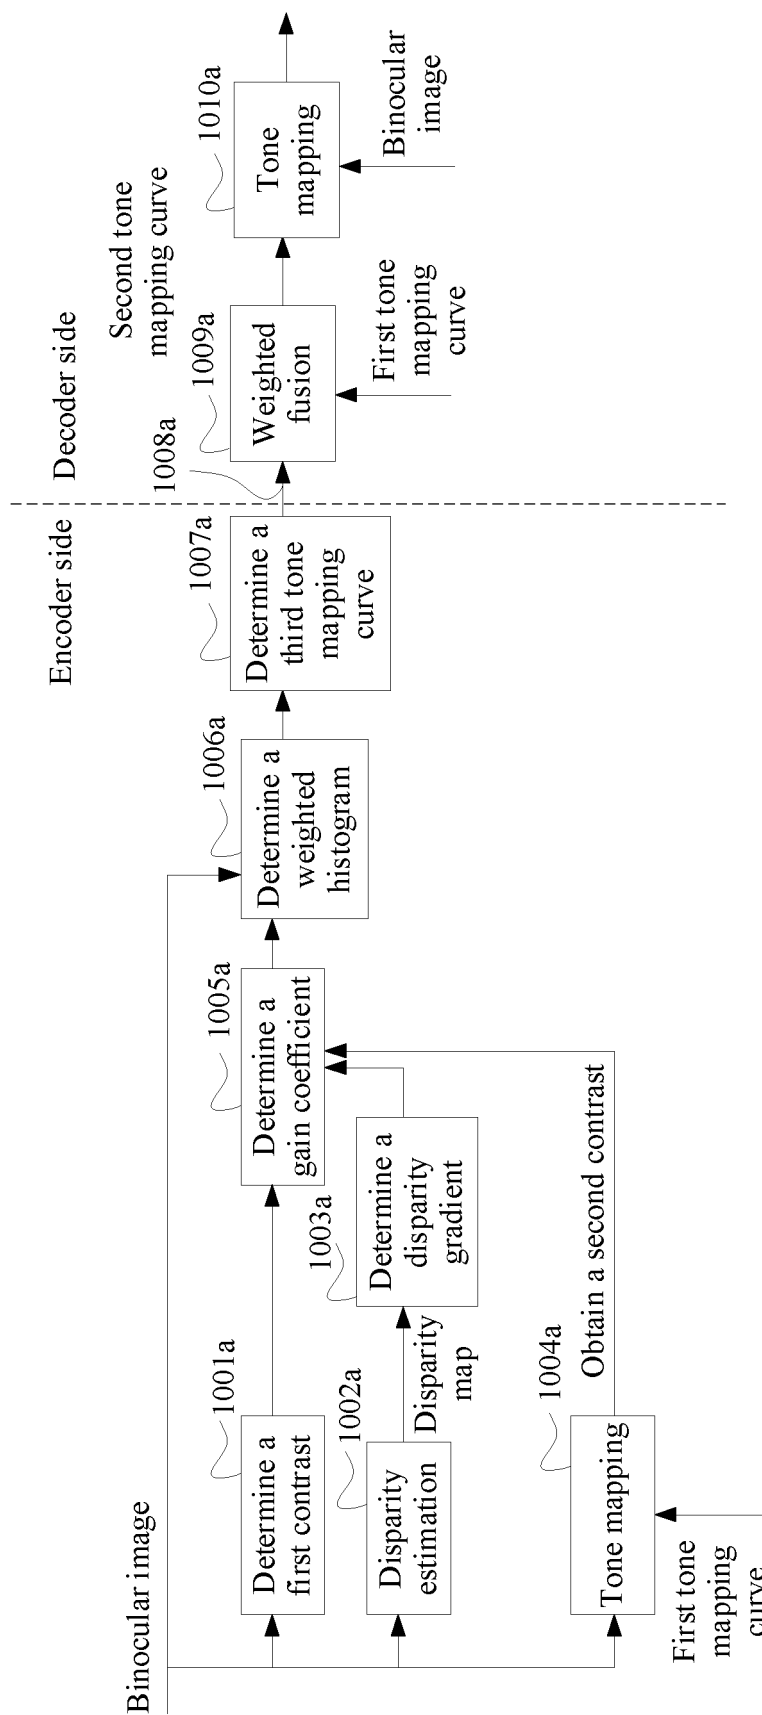 Encoder side
Decoder side
Binocular image
1001a
Determine a
first contrast
1002a
Disparity
estimation
Disparity
map
1003a
Determine a
disparity
gradient
1004a
Tone mapping
First tone
mapping
curve
Obtain a second contrast
1005a
Determine a
gain coefficient
1006a
Determine a
weighted
histogram
1007a
Determine a
third tone
mapping
curve
1008a
1009a
Weighted
fusion
First tone
mapping
curve
Second tone
mapping curve
1010a
Tone
mapping
Binocular
image